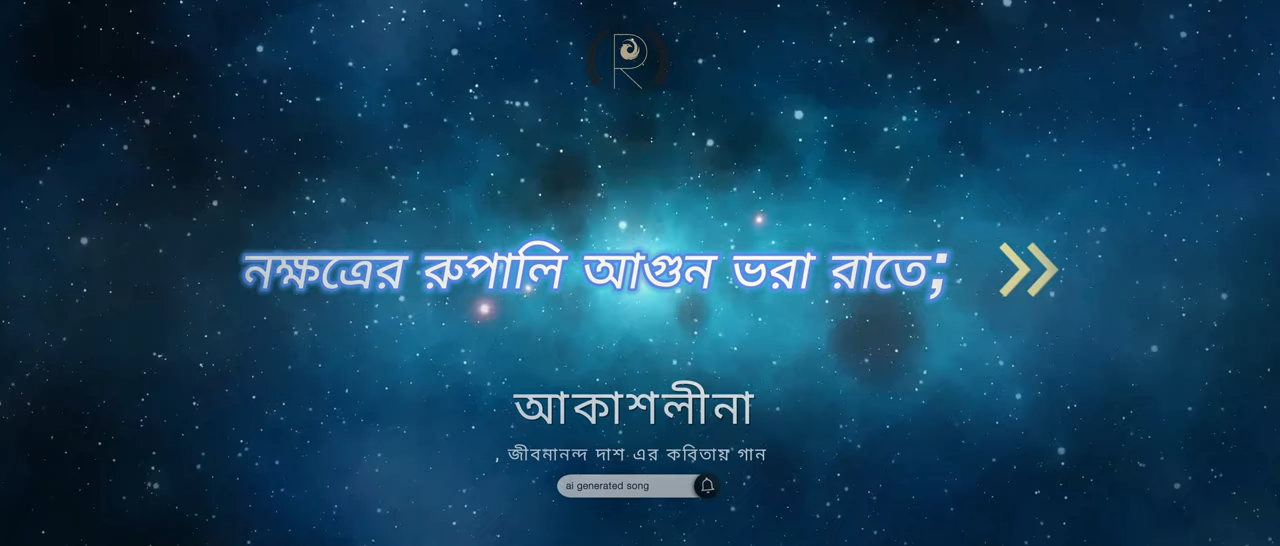 R
নক্ষত্রের রুপালি আগুন ভরা রাতে;
আকাশলীনা
জীবনানন্দ দাশ এর কবিতায় গান
ai generated song